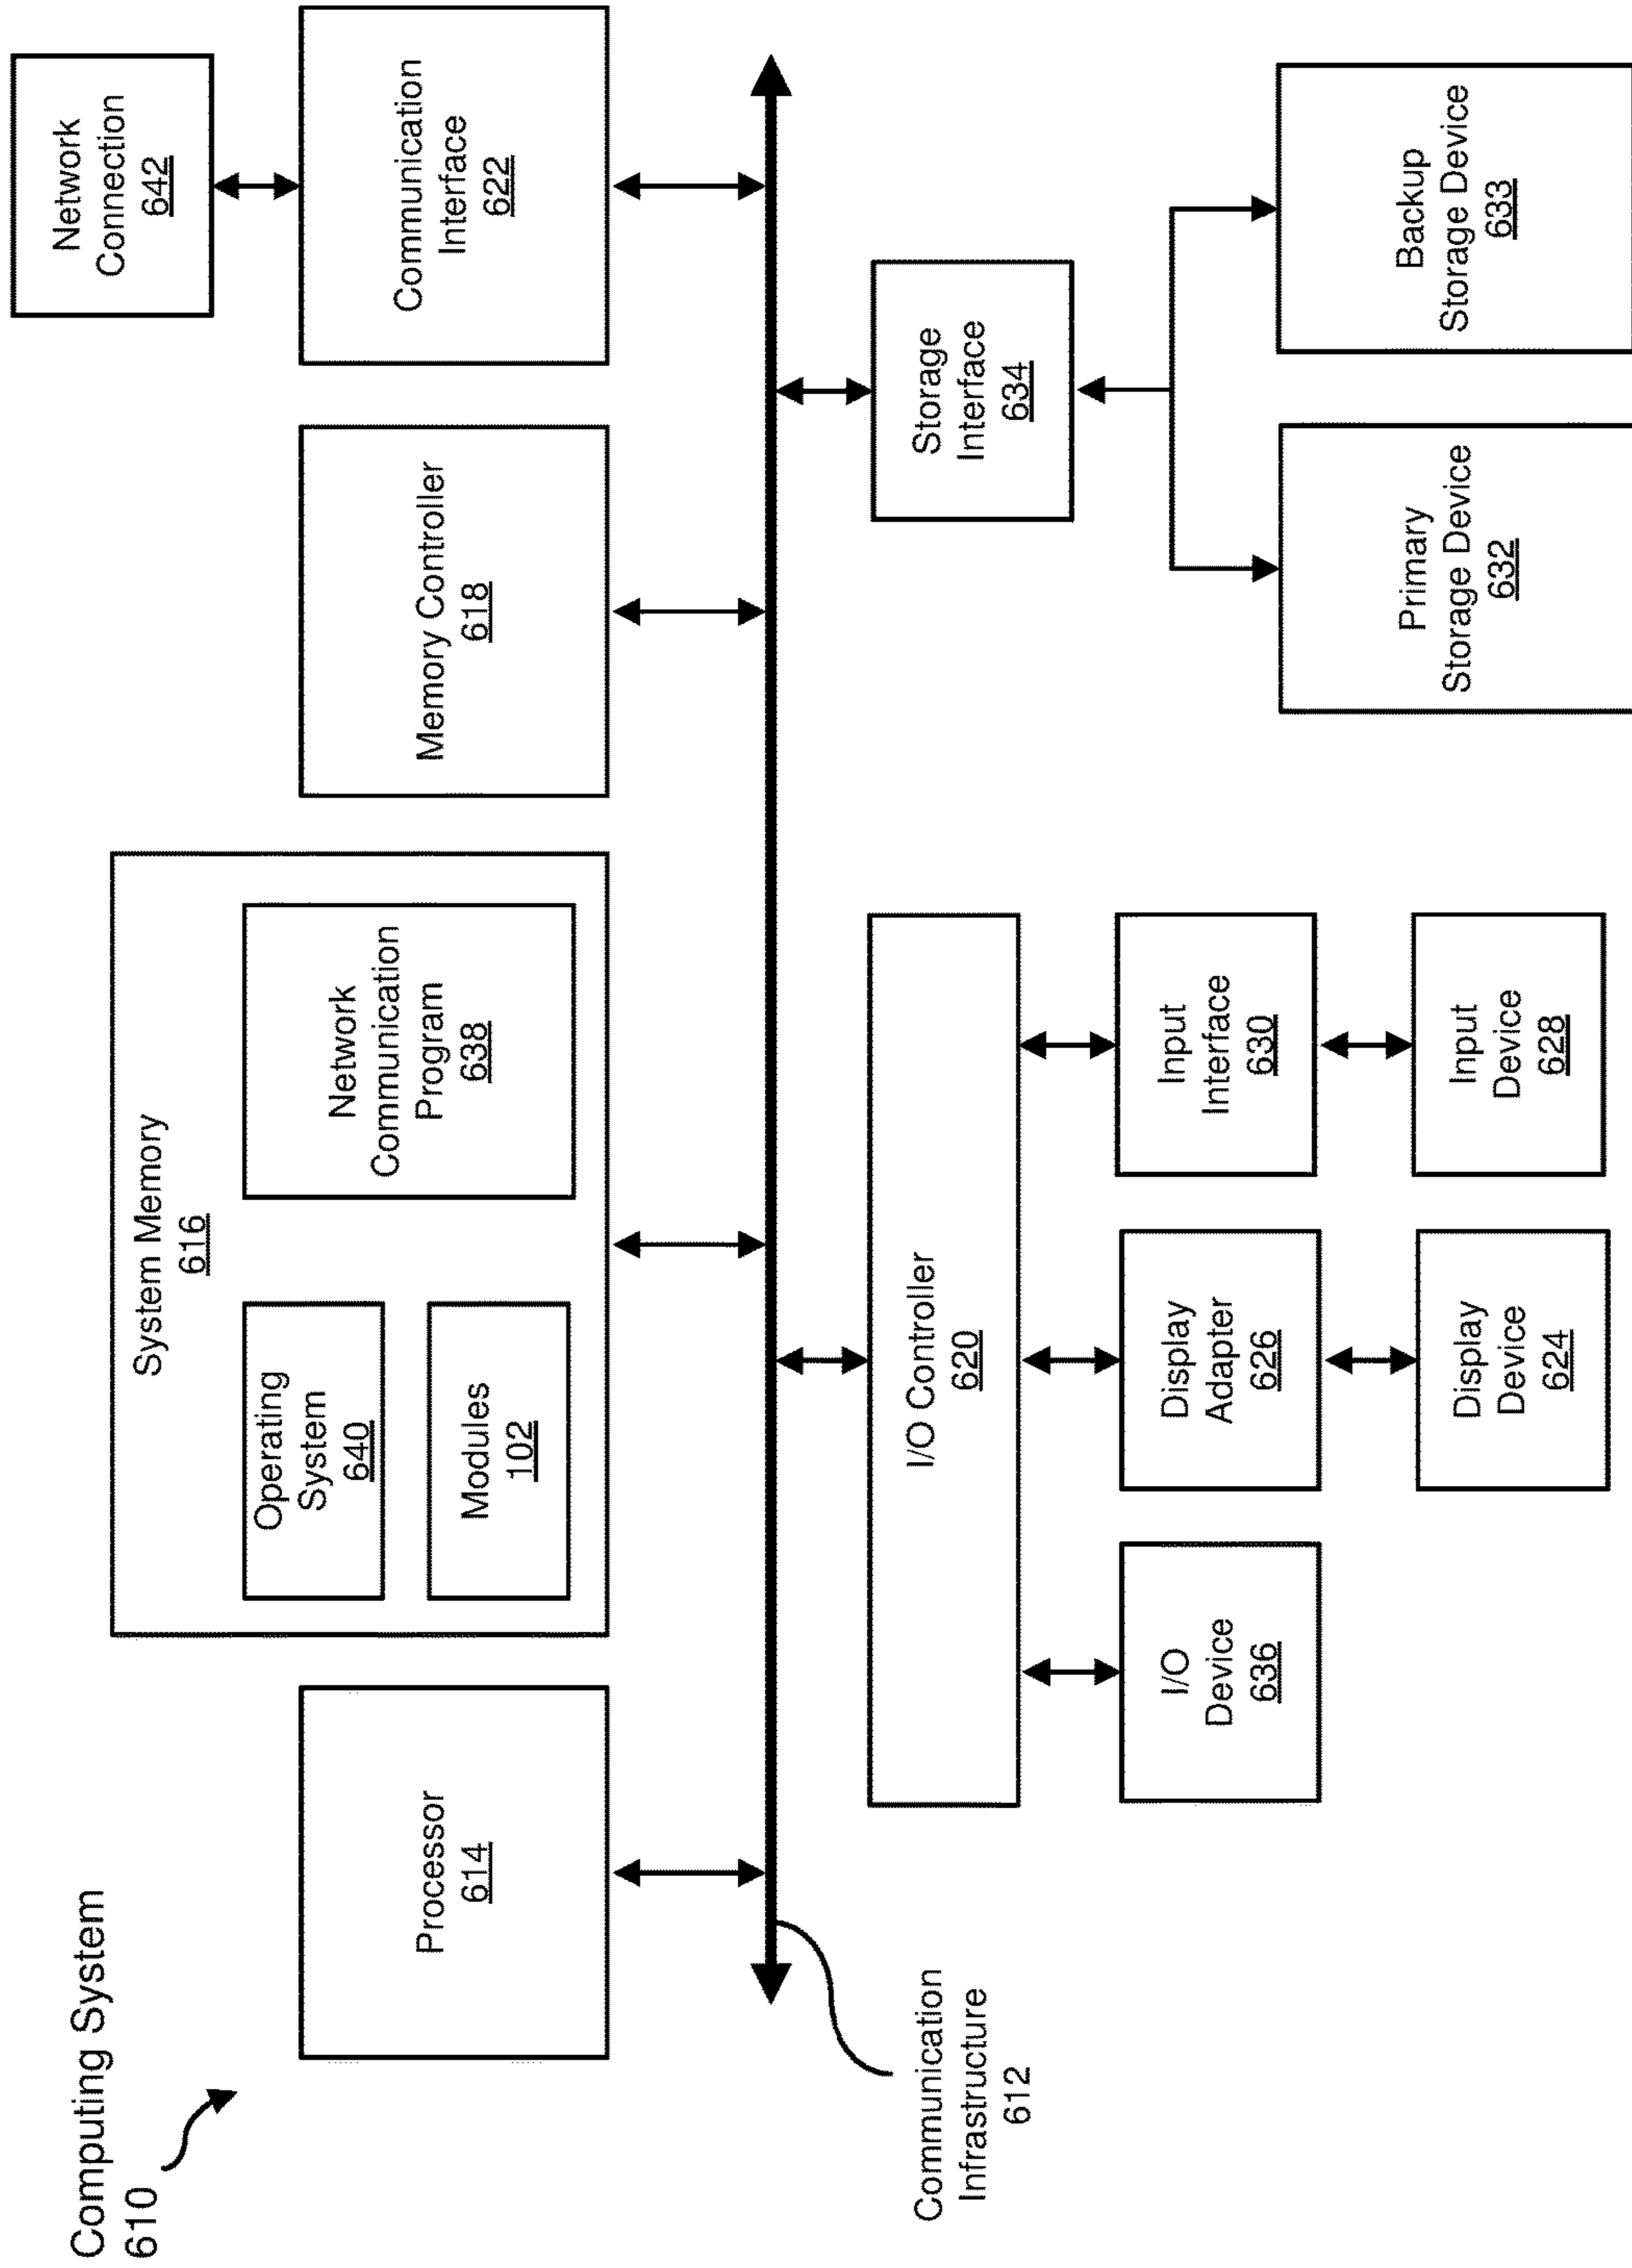 Computing System
610
Processor
614
System Memory
616
Operating
System
640
Modules
102
Network
Communication
Program
638
Memory Controller
618
Network
Connection
642
Communication
Interface
622
Communication
Infrastructure
612
I/O Controller
620
I/O
Device
636
Display
Adapter
626
Input
Interface
630
Display
Device
624
Input
Device
628
Storage
Interface
634
Primary
Storage Device
632
Backup
Storage Device
633